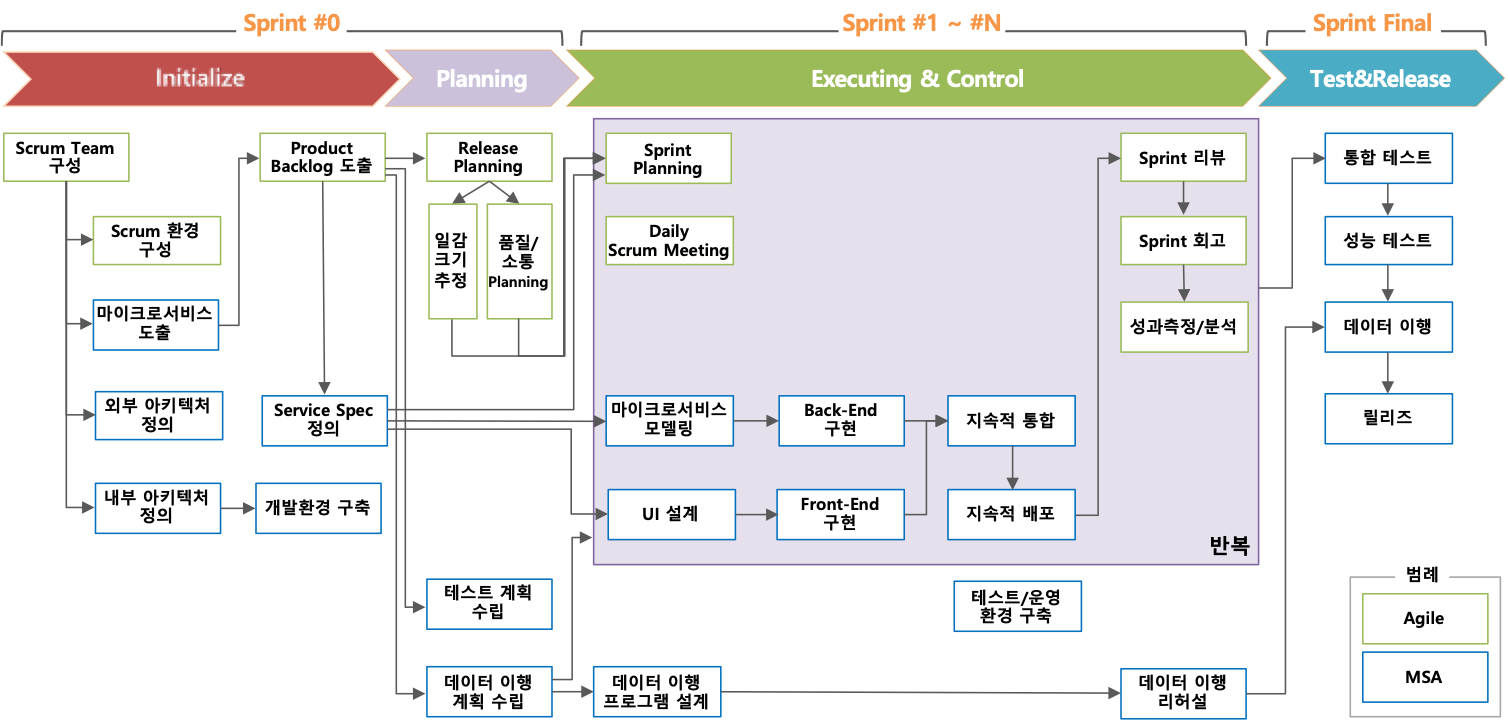 Sprint #0
Sprint #1 ~ #N
Sprint Final
Initialize
Planning
Executing & Control
Test&Release
Scrum Team
구성
Scrum 환경
구성
마이크로서비스
도출
외부 아키텍처
정의
내부 아키텍처
정의
Product
Backlog 도출
Service Spec
정의
개발환경 구축
Release
Planning
일감
크기
추정
품질/
소통
Planning
테스트 계획
수립
데이터 이행
계획 수립
Sprint
Planning
Daily
Scrum Meeting
마이크로서비스
모델링
Back-End
구현
지속적 통합
UI 설계
Front-End
구현
지속적 배포
Sprint 리뷰
Sprint 회고
성과측정/분석
반복
테스트/운영
환경 구축
데이터 이행
프로그램 설계
데이터 이행
리허설
통합 테스트
성능 테스트
데이터 이행
릴리즈
범례
Agile
MSA